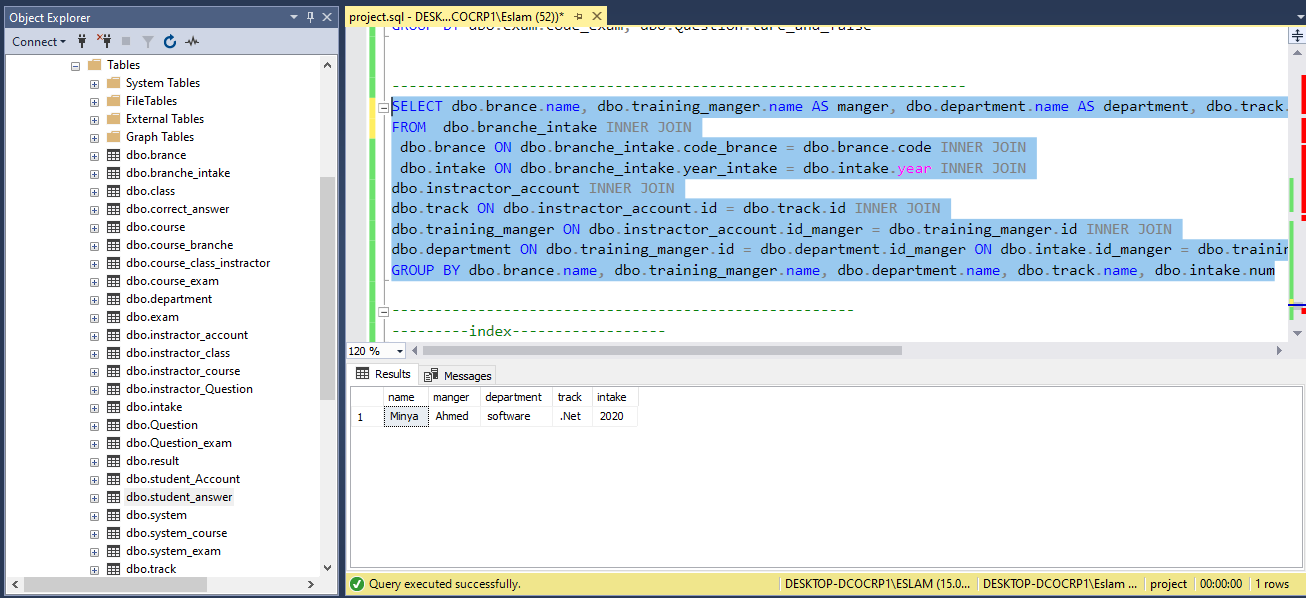 Object Explorer
Connect
Tables
System Tables
FileTables
External Tables
Graph Tables
dbo.brance
dbo.branche_intake
dbo.class
dbo.correct_answer
dbo.course
dbo.course_branche
dbo.course_class_instructor
dbo.course_exam
dbo.department
dbo.exam
dbo.instractor_account
dbo.instractor_class
dbo.instractor_course
dbo.instractor_Question
dbo.intake
dbo.Question
dbo.Question_exam
dbo.result
dbo.student_Account
dbo.student_answer
dbo.system
dbo.system_course
dbo.system_exam
dbo.track
project.sql - DESK...COCRP1\Eslam (52))*
GROUP BY dbo.exam.code_exam, dbo.Question.ture_and_false
-------------------------------------------------------------------
SELECT dbo.brance.name, dbo.training_manger.name AS manger, dbo.department.name AS department, dbo.track.
FROM  dbo.branche_intake INNER JOIN
dbo.brance ON dbo.branche_intake.code_brance = dbo.brance.code INNER JOIN
dbo.intake ON dbo.branche_intake.year_intake = dbo.intake.year INNER JOIN
dbo.instractor_account INNER JOIN
dbo.track ON dbo.instractor_account.id = dbo.track.id INNER JOIN
dbo.training_manger ON dbo.instractor_account.id_manger = dbo.training_manger.id INNER JOIN
dbo.department ON dbo.training_manger.id = dbo.department.id_manger ON dbo.intake.id_manger = dbo.trainin
GROUP BY dbo.brance.name, dbo.training_manger.name, dbo.department.name, dbo.track.name, dbo.intake.num
------------------------------------------------------
---------index------------------
120 %
Results Messages
name manger department track intake
1 Minya Ahmed software .Net 2020
Query executed successfully. DESKTOP-DCOCRP1\ESLAM (15.0... DESKTOP-DCOCRP1\Eslam ... project 00:00:00 1 rows